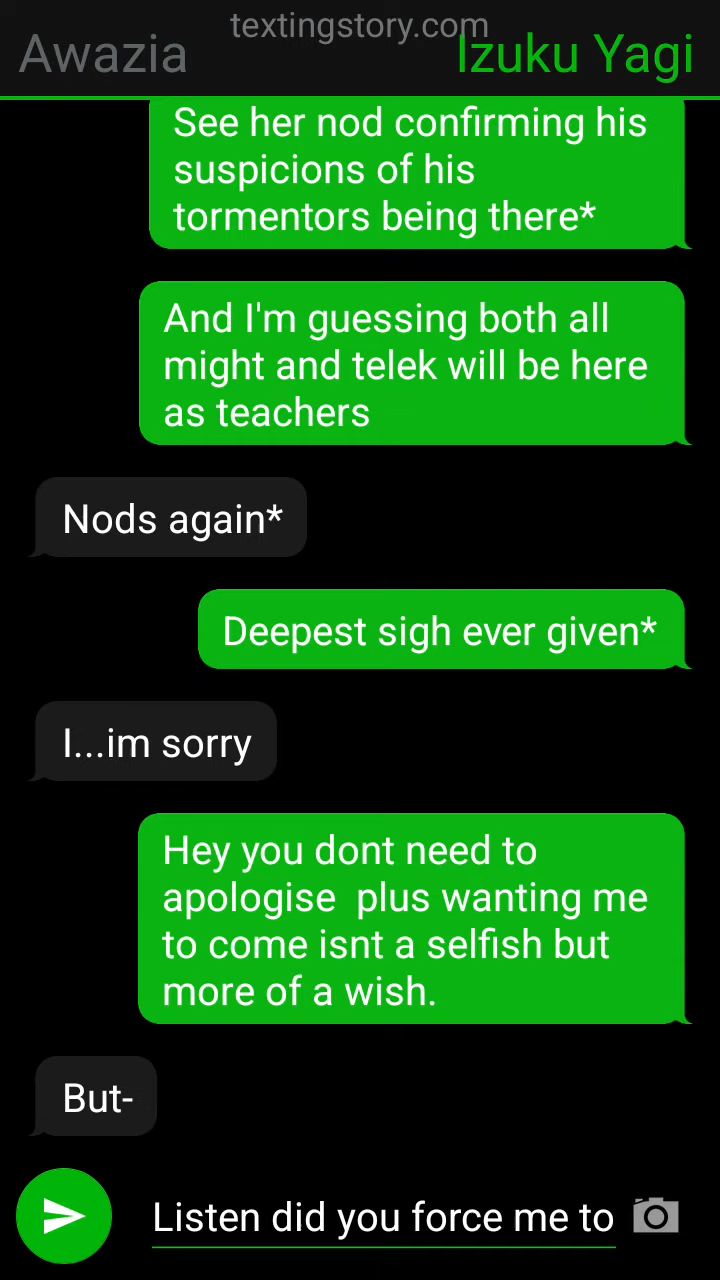 textingstory.com
Awazia
Izuku Yagi
See her nod confirming his
suspicions of his
tormentors being there*
And I'm guessing both all
might and telek will be here
as teachers
Nods again*
Deepest sigh ever given*
I...im sorry
Hey you dont need to
apologise  plus wanting me
to come isnt a selfish but
more of a wish.
But-
Listen did you force me to